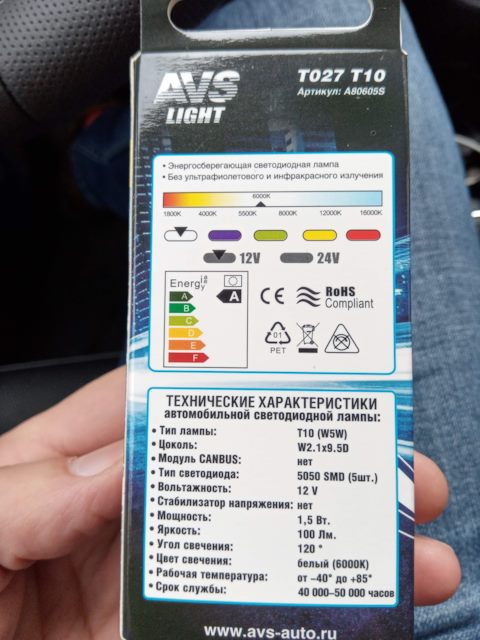 AVS
LIGHT
T027 T10
Артикул: A80605S
• Энергосберегающая светодиодная лампа
• Без ультрафиолетового и инфракрасного излучения
6000K
1800K 4000K 5500K 8000K 12000K 16000K
12V 24V
Energ
A
A
B
C
D
E
F
CE
RoHS
Compliant
01
PET
ТЕХНИЧЕСКИЕ ХАРАКТЕРИСТИКИ
автомобильной светодиодной лампы:
• Тип лампы: T10 (W5W)
• Цоколь: W2.1x9.5D
• Модуль CANBUS: нет
• Тип светодиода: 5050 SMD (5шт.)
• Вольтажность: 12 V
• Стабилизатор напряжения: нет
• Мощность: 1,5 Вт.
• Яркость: 100 Лм.
• Угол свечения: 120 °
• Цвет свечения: белый (6000K)
• Рабочая температура: от –40° до +85°
• Срок службы: 40 000–50 000 часов
www.avs-auto.ru